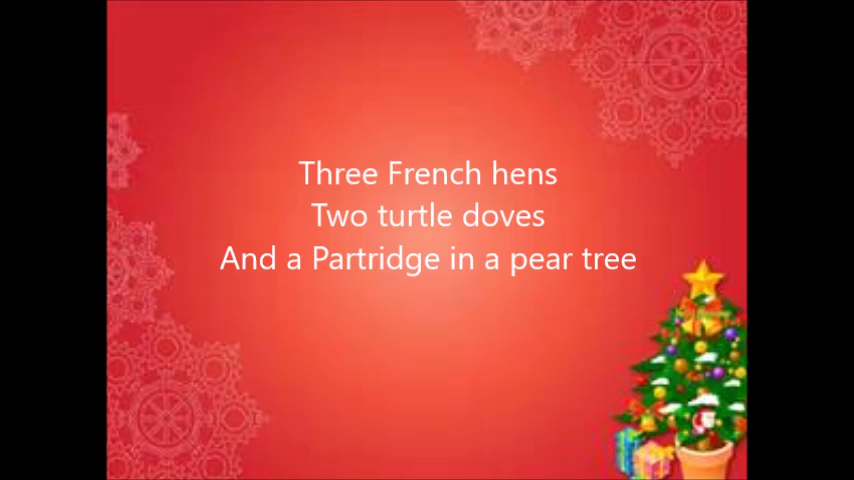 Three French hens
Two turtle doves
And a Partridge in a pear tree